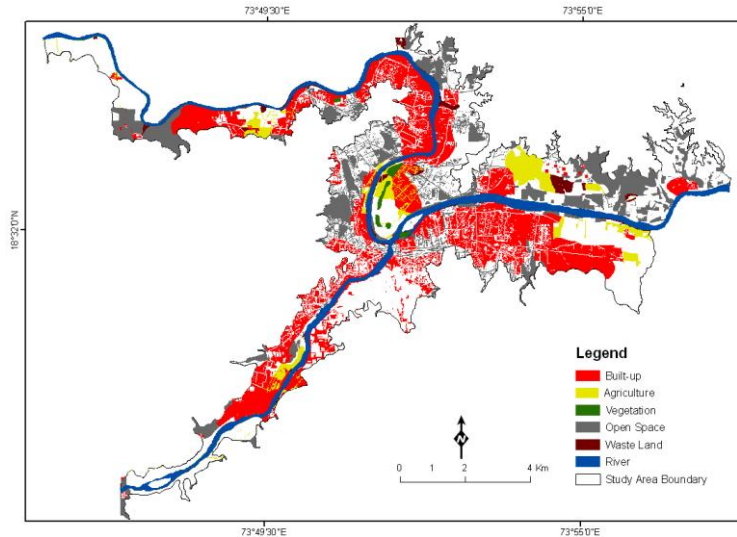 73°49'30"E 73°55'0"E
18°32'0"N
Legend
Built-up
Agriculture
Vegetation
Open Space
Waste Land
River
Study Area Boundary
N
0 1 2 4 Km
73°49'30"E 73°55'0"E